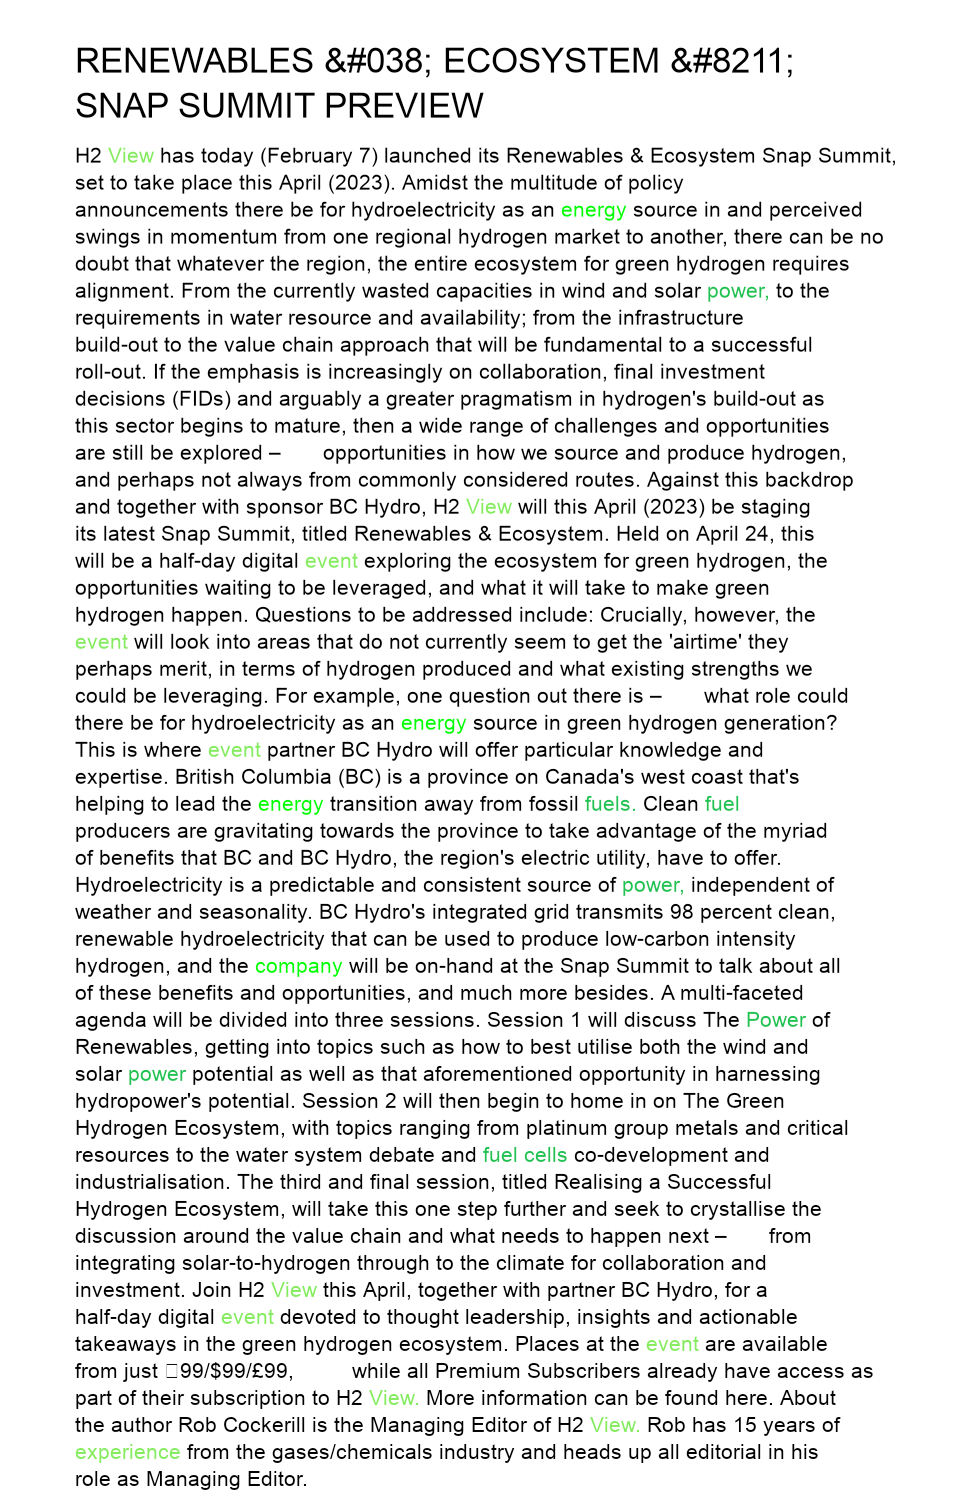 RENEWABLES &#038; ECOSYSTEM &#8211;
SNAP SUMMIT PREVIEW
H2 View has today (February 7) launched its Renewables & Ecosystem Snap Summit,
set to take place this April (2023). Amidst the multitude of policy
announcements there be for hydroelectricity as an energy source in and perceived
swings in momentum from one regional hydrogen market to another, there can be no
doubt that whatever the region, the entire ecosystem for green hydrogen requires
alignment. From the currently wasted capacities in wind and solar power, to the
requirements in water resource and availability; from the infrastructure
build-out to the value chain approach that will be fundamental to a successful
roll-out. If the emphasis is increasingly on collaboration, final investment
decisions (FIDs) and arguably a greater pragmatism in hydrogen's build-out as
this sector begins to mature, then a wide range of challenges and opportunities
are still be explored – opportunities in how we source and produce hydrogen,
and perhaps not always from commonly considered routes. Against this backdrop
and together with sponsor BC Hydro, H2 View will this April (2023) be staging
its latest Snap Summit, titled Renewables & Ecosystem. Held on April 24, this
will be a half-day digital event exploring the ecosystem for green hydrogen, the
opportunities waiting to be leveraged, and what it will take to make green
hydrogen happen. Questions to be addressed include: Crucially, however, the
event will look into areas that do not currently seem to get the 'airtime' they
perhaps merit, in terms of hydrogen produced and what existing strengths we
could be leveraging. For example, one question out there is – what role could
there be for hydroelectricity as an energy source in green hydrogen generation?
This is where event partner BC Hydro will offer particular knowledge and
expertise. British Columbia (BC) is a province on Canada's west coast that's
helping to lead the energy transition away from fossil fuels. Clean fuel
producers are gravitating towards the province to take advantage of the myriad
of benefits that BC and BC Hydro, the region's electric utility, have to offer.
Hydroelectricity is a predictable and consistent source of power, independent of
weather and seasonality. BC Hydro's integrated grid transmits 98 percent clean,
renewable hydroelectricity that can be used to produce low-carbon intensity
hydrogen, and the company will be on-hand at the Snap Summit to talk about all
of these benefits and opportunities, and much more besides. A multi-faceted
agenda will be divided into three sessions. Session 1 will discuss The Power of
Renewables, getting into topics such as how to best utilise both the wind and
solar power potential as well as that aforementioned opportunity in harnessing
hydropower's potential. Session 2 will then begin to home in on The Green
Hydrogen Ecosystem, with topics ranging from platinum group metals and critical
resources to the water system debate and fuel cells co-development and
industrialisation. The third and final session, titled Realising a Successful
Hydrogen Ecosystem, will take this one step further and seek to crystallise the
discussion around the value chain and what needs to happen next – from
integrating solar-to-hydrogen through to the climate for collaboration and
investment. Join H2 View this April, together with partner BC Hydro, for a
half-day digital event devoted to thought leadership, insights and actionable
takeaways in the green hydrogen ecosystem. Places at the event are available
from just □99/$99/£99, while all Premium Subscribers already have access as
part of their subscription to H2 View. More information can be found here. About
the author Rob Cockerill is the Managing Editor of H2 View. Rob has 15 years of
experience from the gases/chemicals industry and heads up all editorial in his
role as Managing Editor.